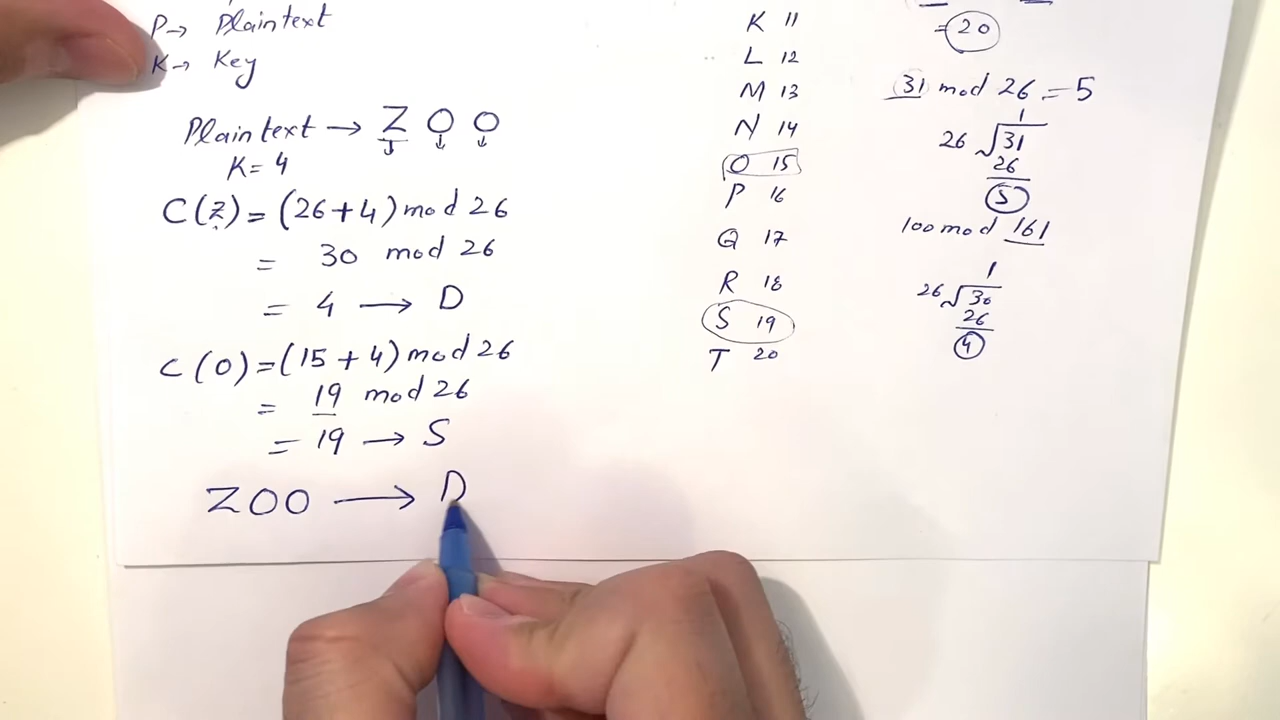 P→ Plaintext
K→ Key
Plaintext → Z O O
K=4
C(Z) = (26+4) mod 26
= 30 mod 26
= 4 → D
C(O) = (15+4) mod 26
= 19 mod 26
= 19 → S
ZOO → D
K 11
L 12
M 13
N 14
O 15
P 16
Q 17
R 18
S 19
T 20
= 20
31 mod 26 = 5
1
26 √31
26
5
100 mod 161
1
26 √30
26
4